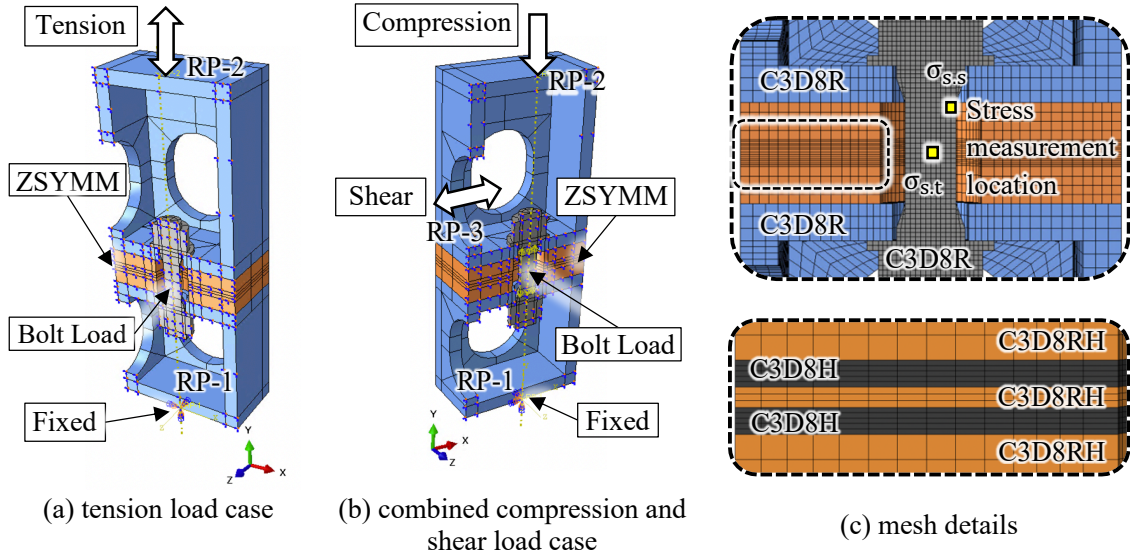 Tension
RP-2
ZSYMM
Bolt Load
RP-1
Fixed
Y
X
Z
(a) tension load case
Compression
RP-2
Shear
RP-3
ZSYMM
Bolt Load
RP-1
Fixed
Y
X
Z
(b) combined compression and
shear load case
C3D8R
σs.s
Stress
measurement
location
σs.t
C3D8R
C3D8R
C3D8RH
C3D8H
C3D8RH
C3D8H
C3D8RH
(c) mesh details